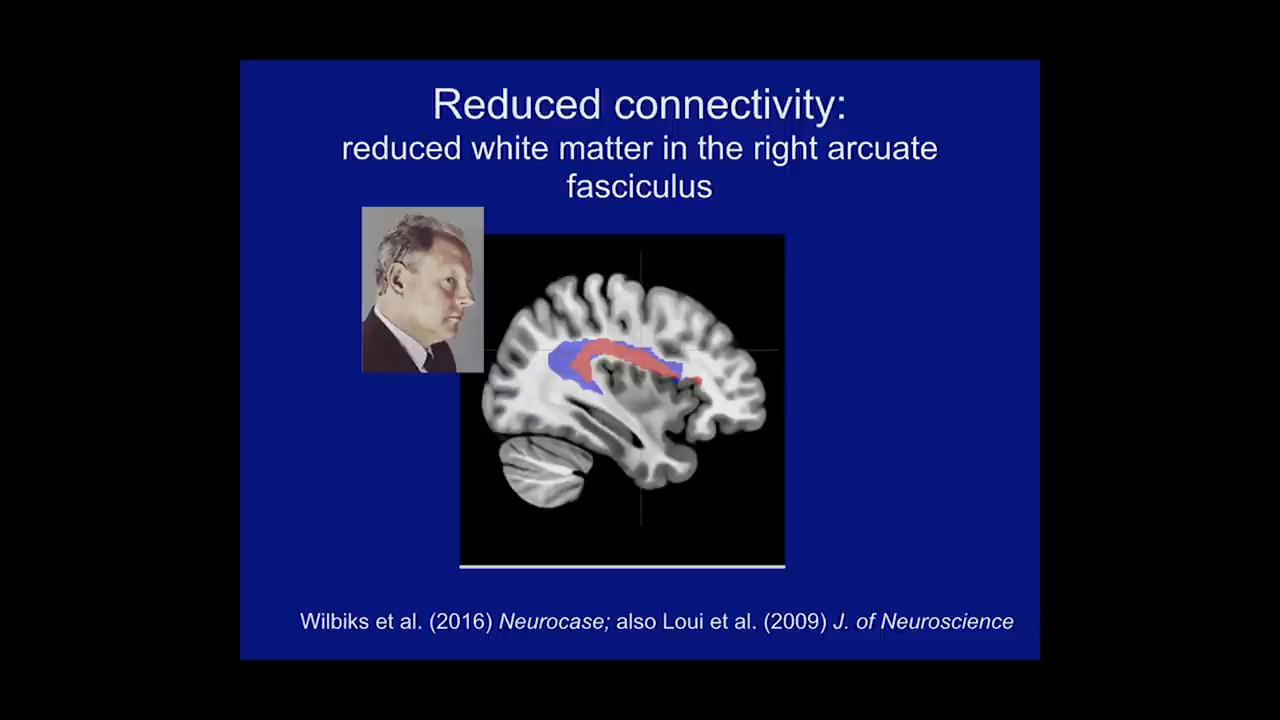 Reduced connectivity:
reduced white matter in the right arcuate
fasciculus
Wilbiks et al. (2016) Neurocase; also Loui et al. (2009) J. of Neuroscience